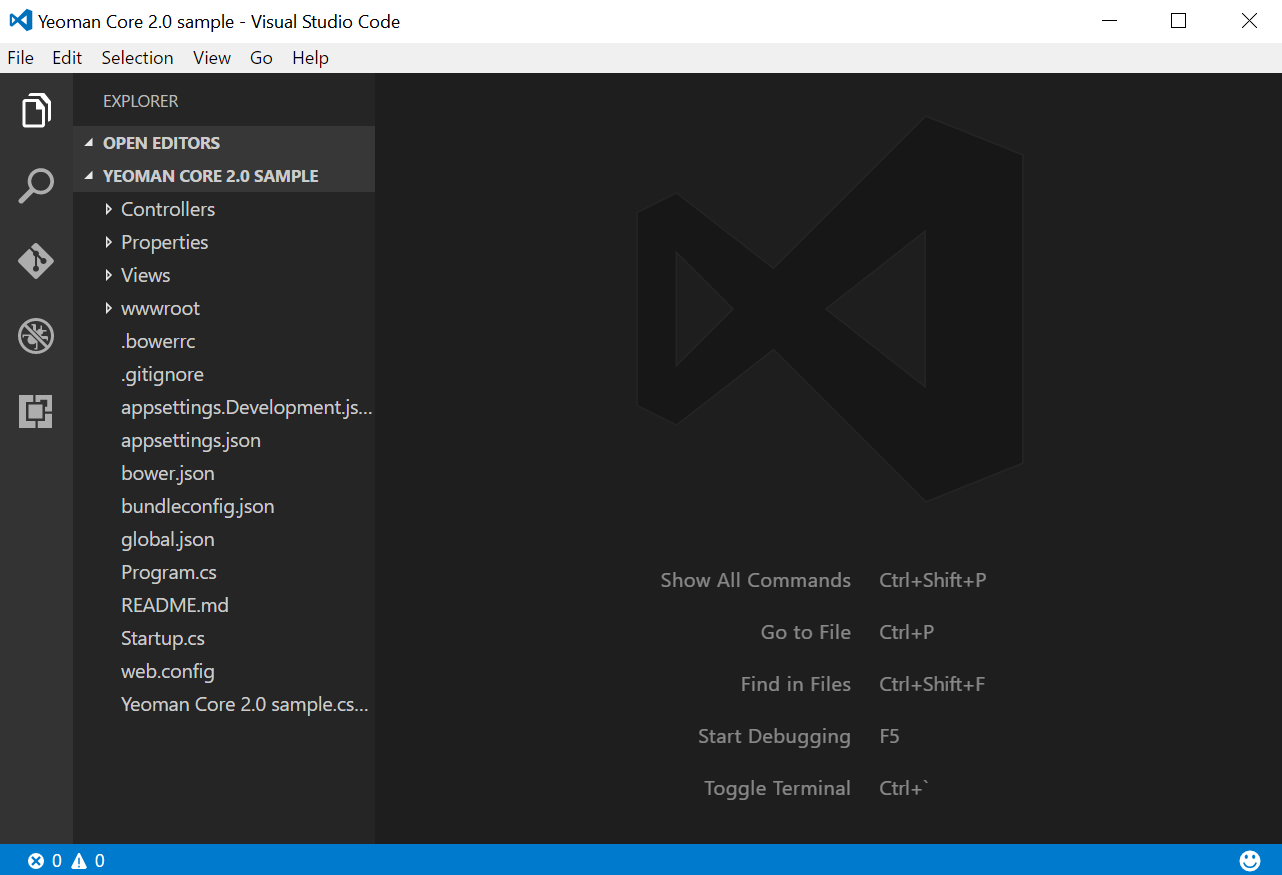 Yeoman Core 2.0 sample - Visual Studio Code
File Edit Selection View Go Help
EXPLORER
OPEN EDITORS
YEOMAN CORE 2.0 SAMPLE
Controllers
Properties
Views
wwwroot
.bowerrc
.gitignore
appsettings.Development.js...
appsettings.json
bower.json
bundleconfig.json
global.json
Program.cs
README.md
Startup.cs
web.config
Yeoman Core 2.0 sample.cs...
Show All Commands Ctrl+Shift+P
Go to File Ctrl+P
Find in Files Ctrl+Shift+F
Start Debugging F5
Toggle Terminal Ctrl+`
0 0